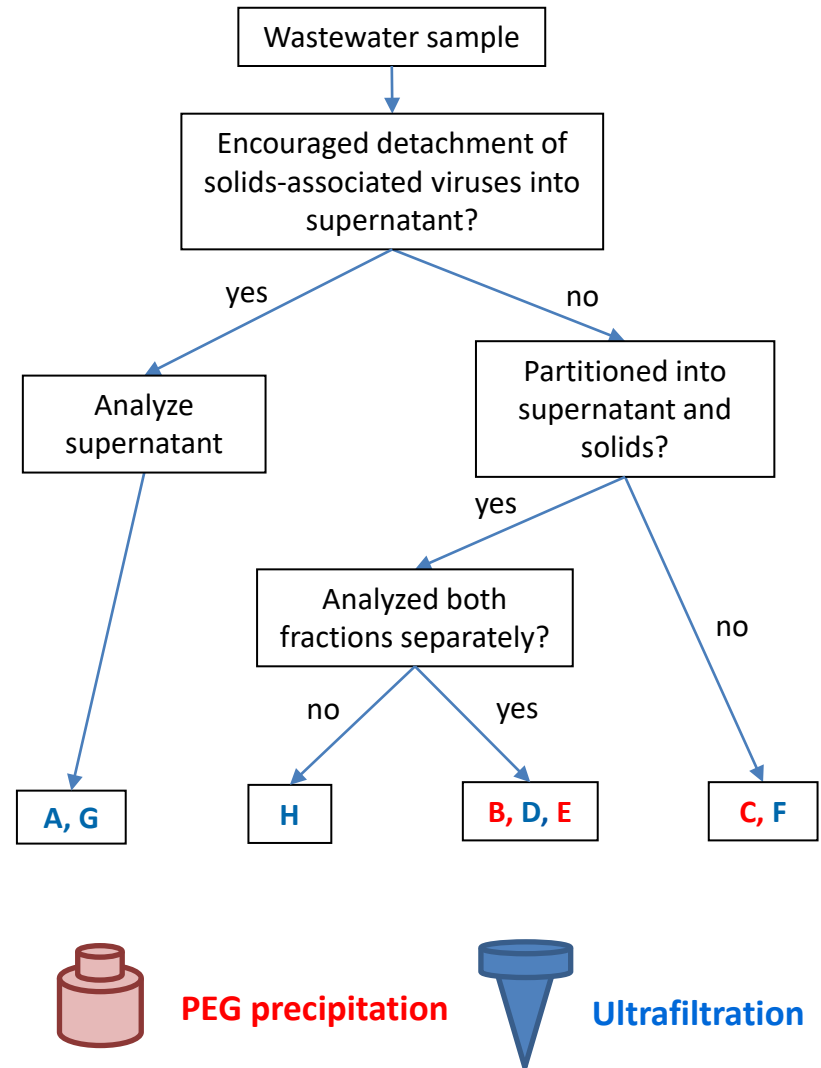 Wastewater sample
Encouraged detachment of
solids-associated viruses into
supernatant?
yes
no
Analyze
supernatant
Partitioned into
supernatant and
solids?
yes
no
Analyzed both
fractions separately?
no
yes
A, G
H
B, D, E
C, F
PEG precipitation
Ultrafiltration